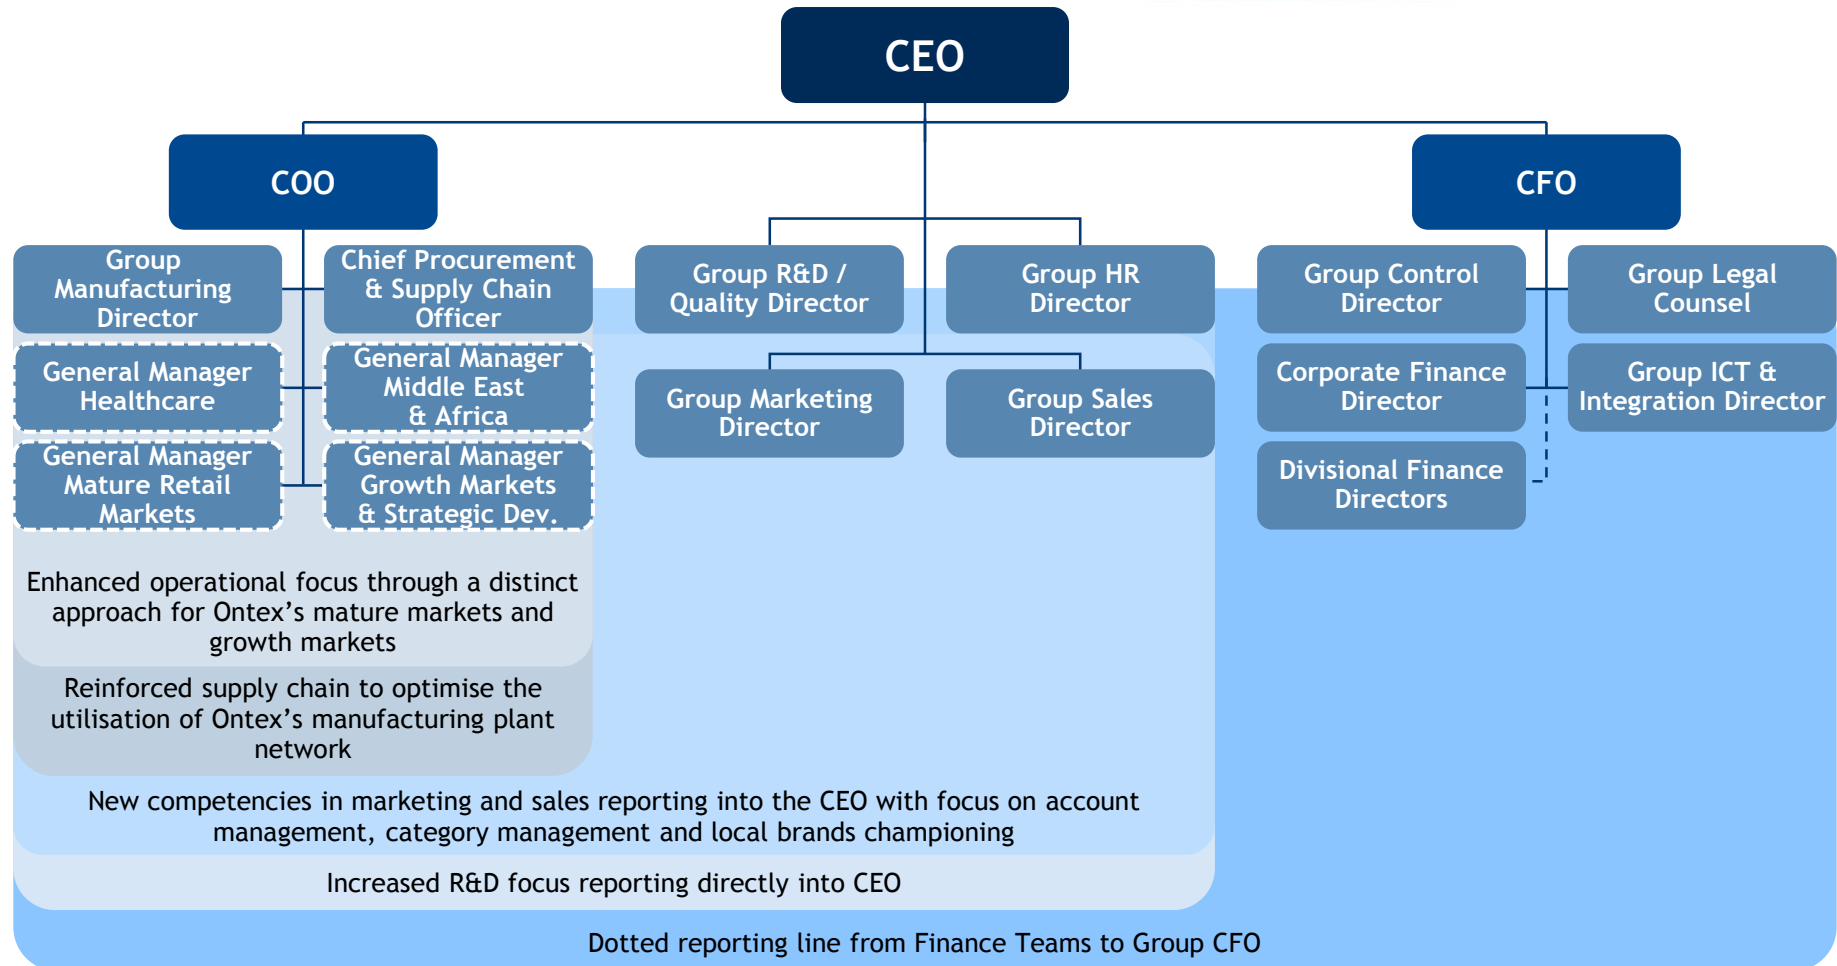 CEO
COO
CFO
Group
Manufacturing
Director
Chief Procurement
& Supply Chain
Officer
Group R&D /
Quality Director
Group HR
Director
Group Control
Director
Group Legal
Counsel
General Manager
Healthcare
General Manager
Middle East
& Africa
Group Marketing
Director
Group Sales
Director
Corporate Finance
Director
Group ICT &
Integration Director
General Manager
Mature Retail
Markets
General Manager
Growth Markets
& Strategic Dev.
Divisional Finance
Directors
Enhanced operational focus through a distinct
approach for Ontex’s mature markets and
growth markets
Reinforced supply chain to optimise the
utilisation of Ontex’s manufacturing plant
network
New competencies in marketing and sales reporting into the CEO with focus on account
management, category management and local brands championing
Increased R&D focus reporting directly into CEO
Dotted reporting line from Finance Teams to Group CFO